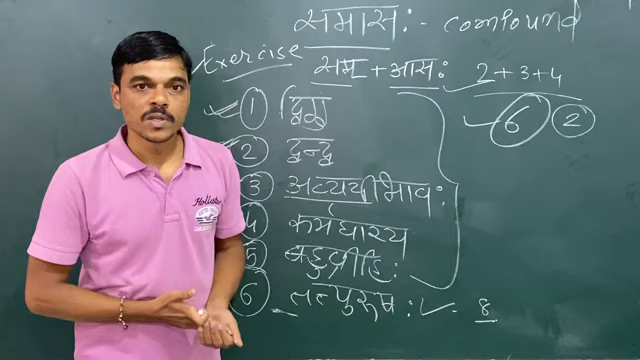 समासः - compound
Exercise
सम + आसः 2+3+4
1 द्विगु 6 2
2 द्वन्द्व
3 अव्ययीभावः
4 कर्मधारय
5 बहुव्रीहिः
6 तत्पुरूषः 8
Hollister